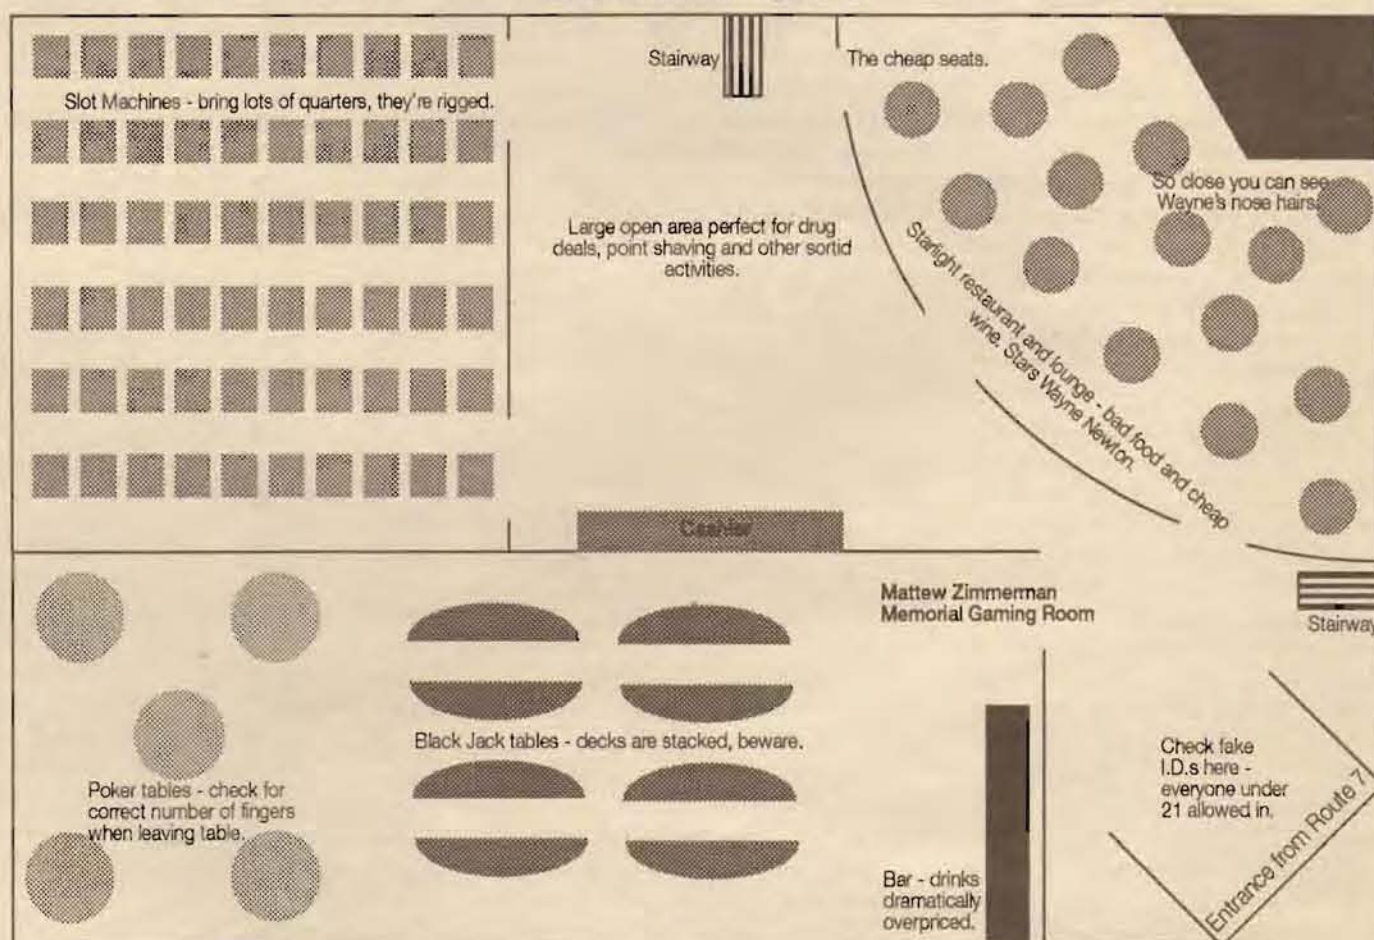 Stairway
The cheap seats.
Slot Machines - bring lots of quarters, they're rigged.
So close you can see
Wayne's nose hairs.
Large open area perfect for drug
deals, point shaving and other sortid
activities.
Starlight restaurant and lounge - bad food and cheap
wine. Stars Wayne Newton.
Cashier
Mattew Zimmerman
Memorial Gaming Room
Stairway
Black Jack tables - decks are stacked, beware.
Check fake
I.D.s here -
everyone under
21 allowed in.
Entrance from Route 7
Poker tables - check for
correct number of fingers
when leaving table.
Bar - drinks
dramatically
overpriced.